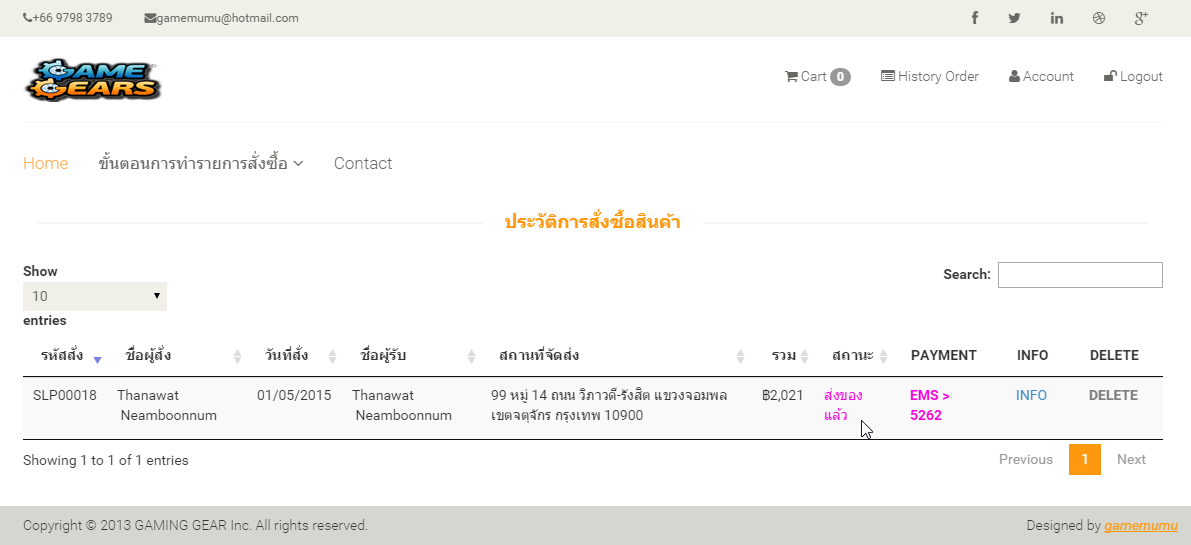 +66 9798 3789 gamemumu@hotmail.com
GAME GEARS
Cart 0 History Order Account Logout
Home ขั้นตอนการทำรายการสั่งซื้อ Contact
ประวัติการสั่งซื้อสินค้า
Show
10
entries
Search:
รหัสสั่ง ชื่อผู้สั่ง วันที่สั่ง ชื่อผู้รับ สถานที่จัดส่ง รวม สถานะ PAYMENT INFO DELETE
SLP00018 Thanawat 01/05/2015 Thanawat 99 หมู่ 14 ถนน วิภาวดี-รังสิต แขวงจอมพล ฿2,021 ส่งของ EMS > INFO DELETE
Neamboonnum Neamboonnum เขตจตุจักร กรุงเทพ 10900 แล้ว 5262
Showing 1 to 1 of 1 entries
Previous 1 Next
Copyright © 2013 GAMING GEAR Inc. All rights reserved. Designed by gamemumu